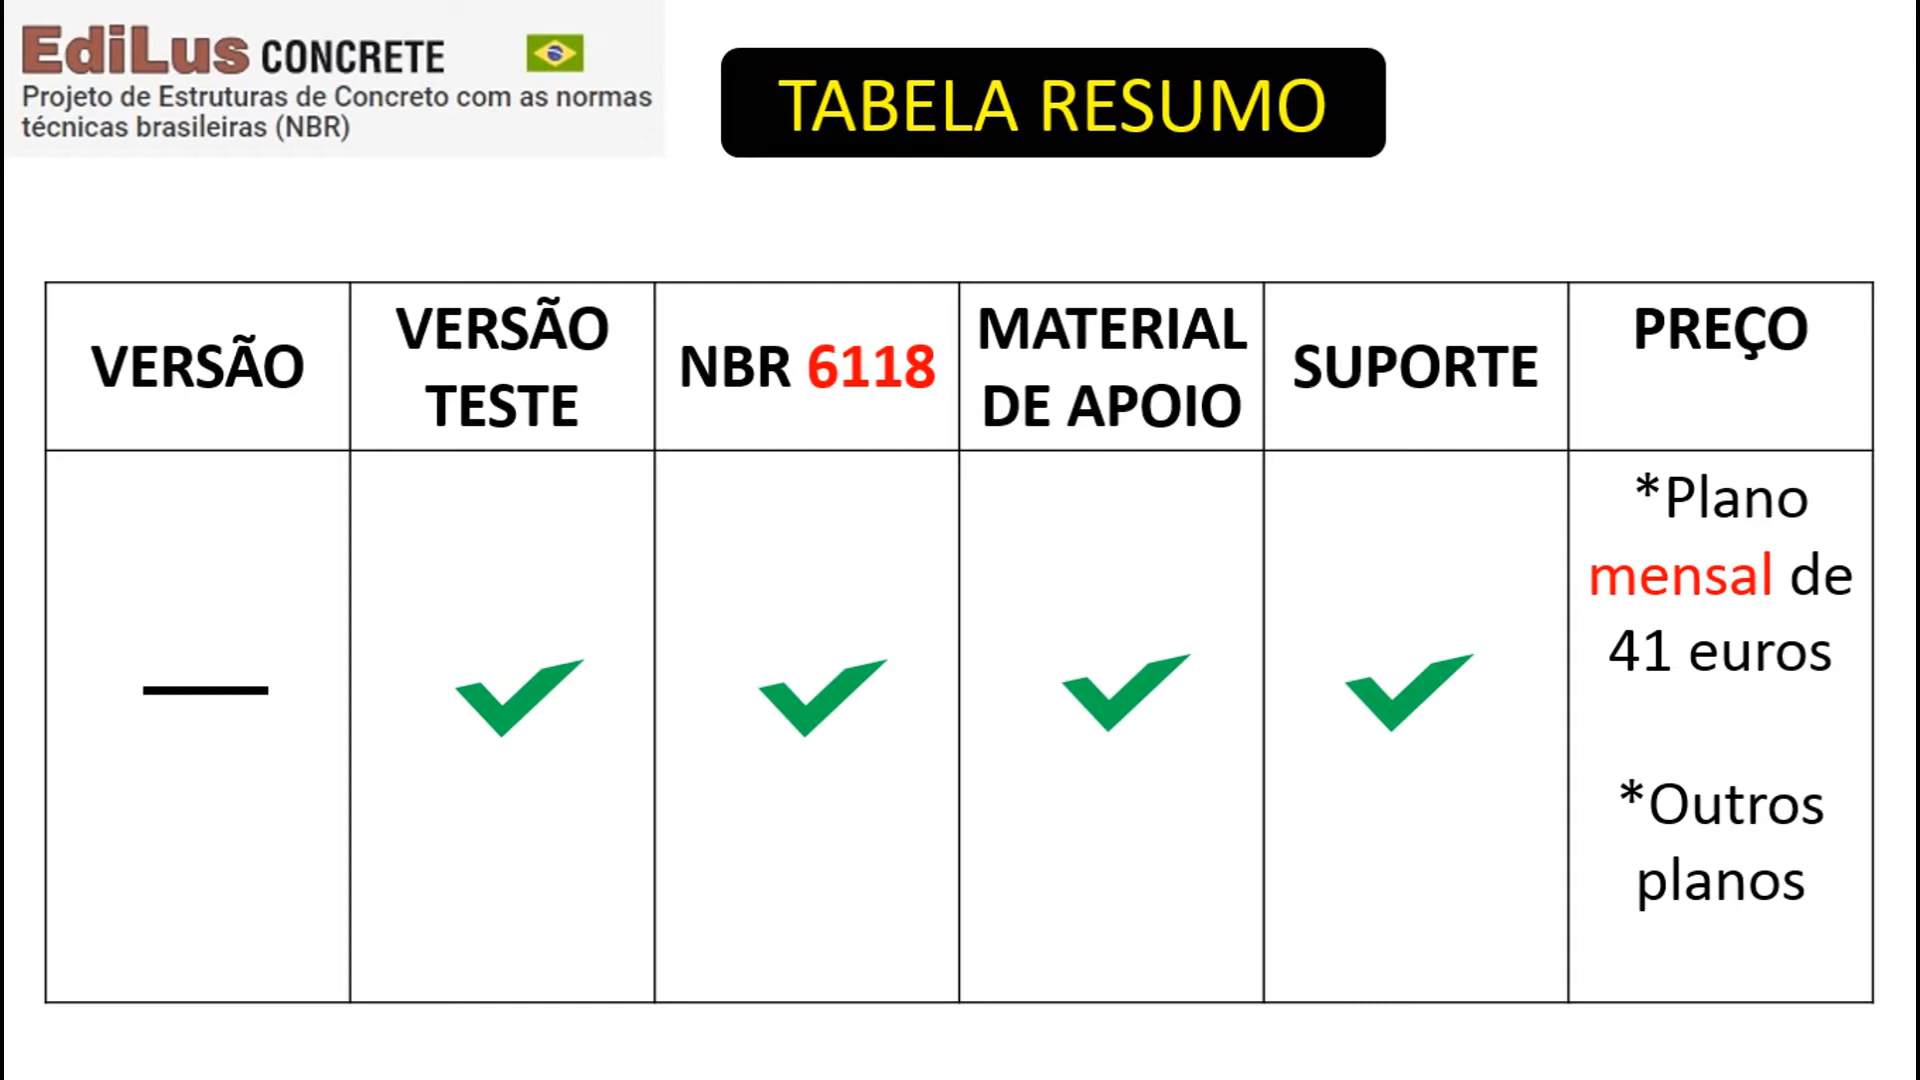 EdiLus CONCRETE
Projeto de Estruturas de Concreto com as normas
técnicas brasileiras (NBR)
TABELA RESUMO
VERSÃO
VERSÃO
TESTE
NBR 6118
MATERIAL
DE APOIO
SUPORTE
PREÇO
*Plano
mensal de
41 euros
*Outros
planos